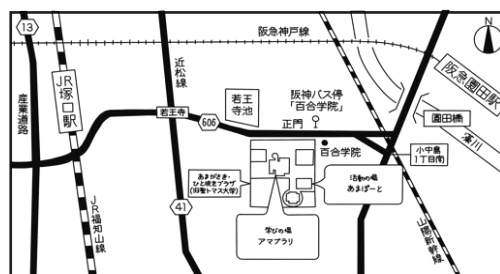 13
阪急神戸線
N
近松線
JR
塚口駅
産業道路
若王寺
606
若王
寺池
阪神バス停
「百合学院」
正門
阪急園田駅
園田橋
藻川
小中島
1丁目南
百合学院
あまがさき・
ひと咲きプラザ
(旧聖トマス大学)
活動の場
あまぽーと
学びの場
アマブラリ
41
JR福知山線
山陽新幹線